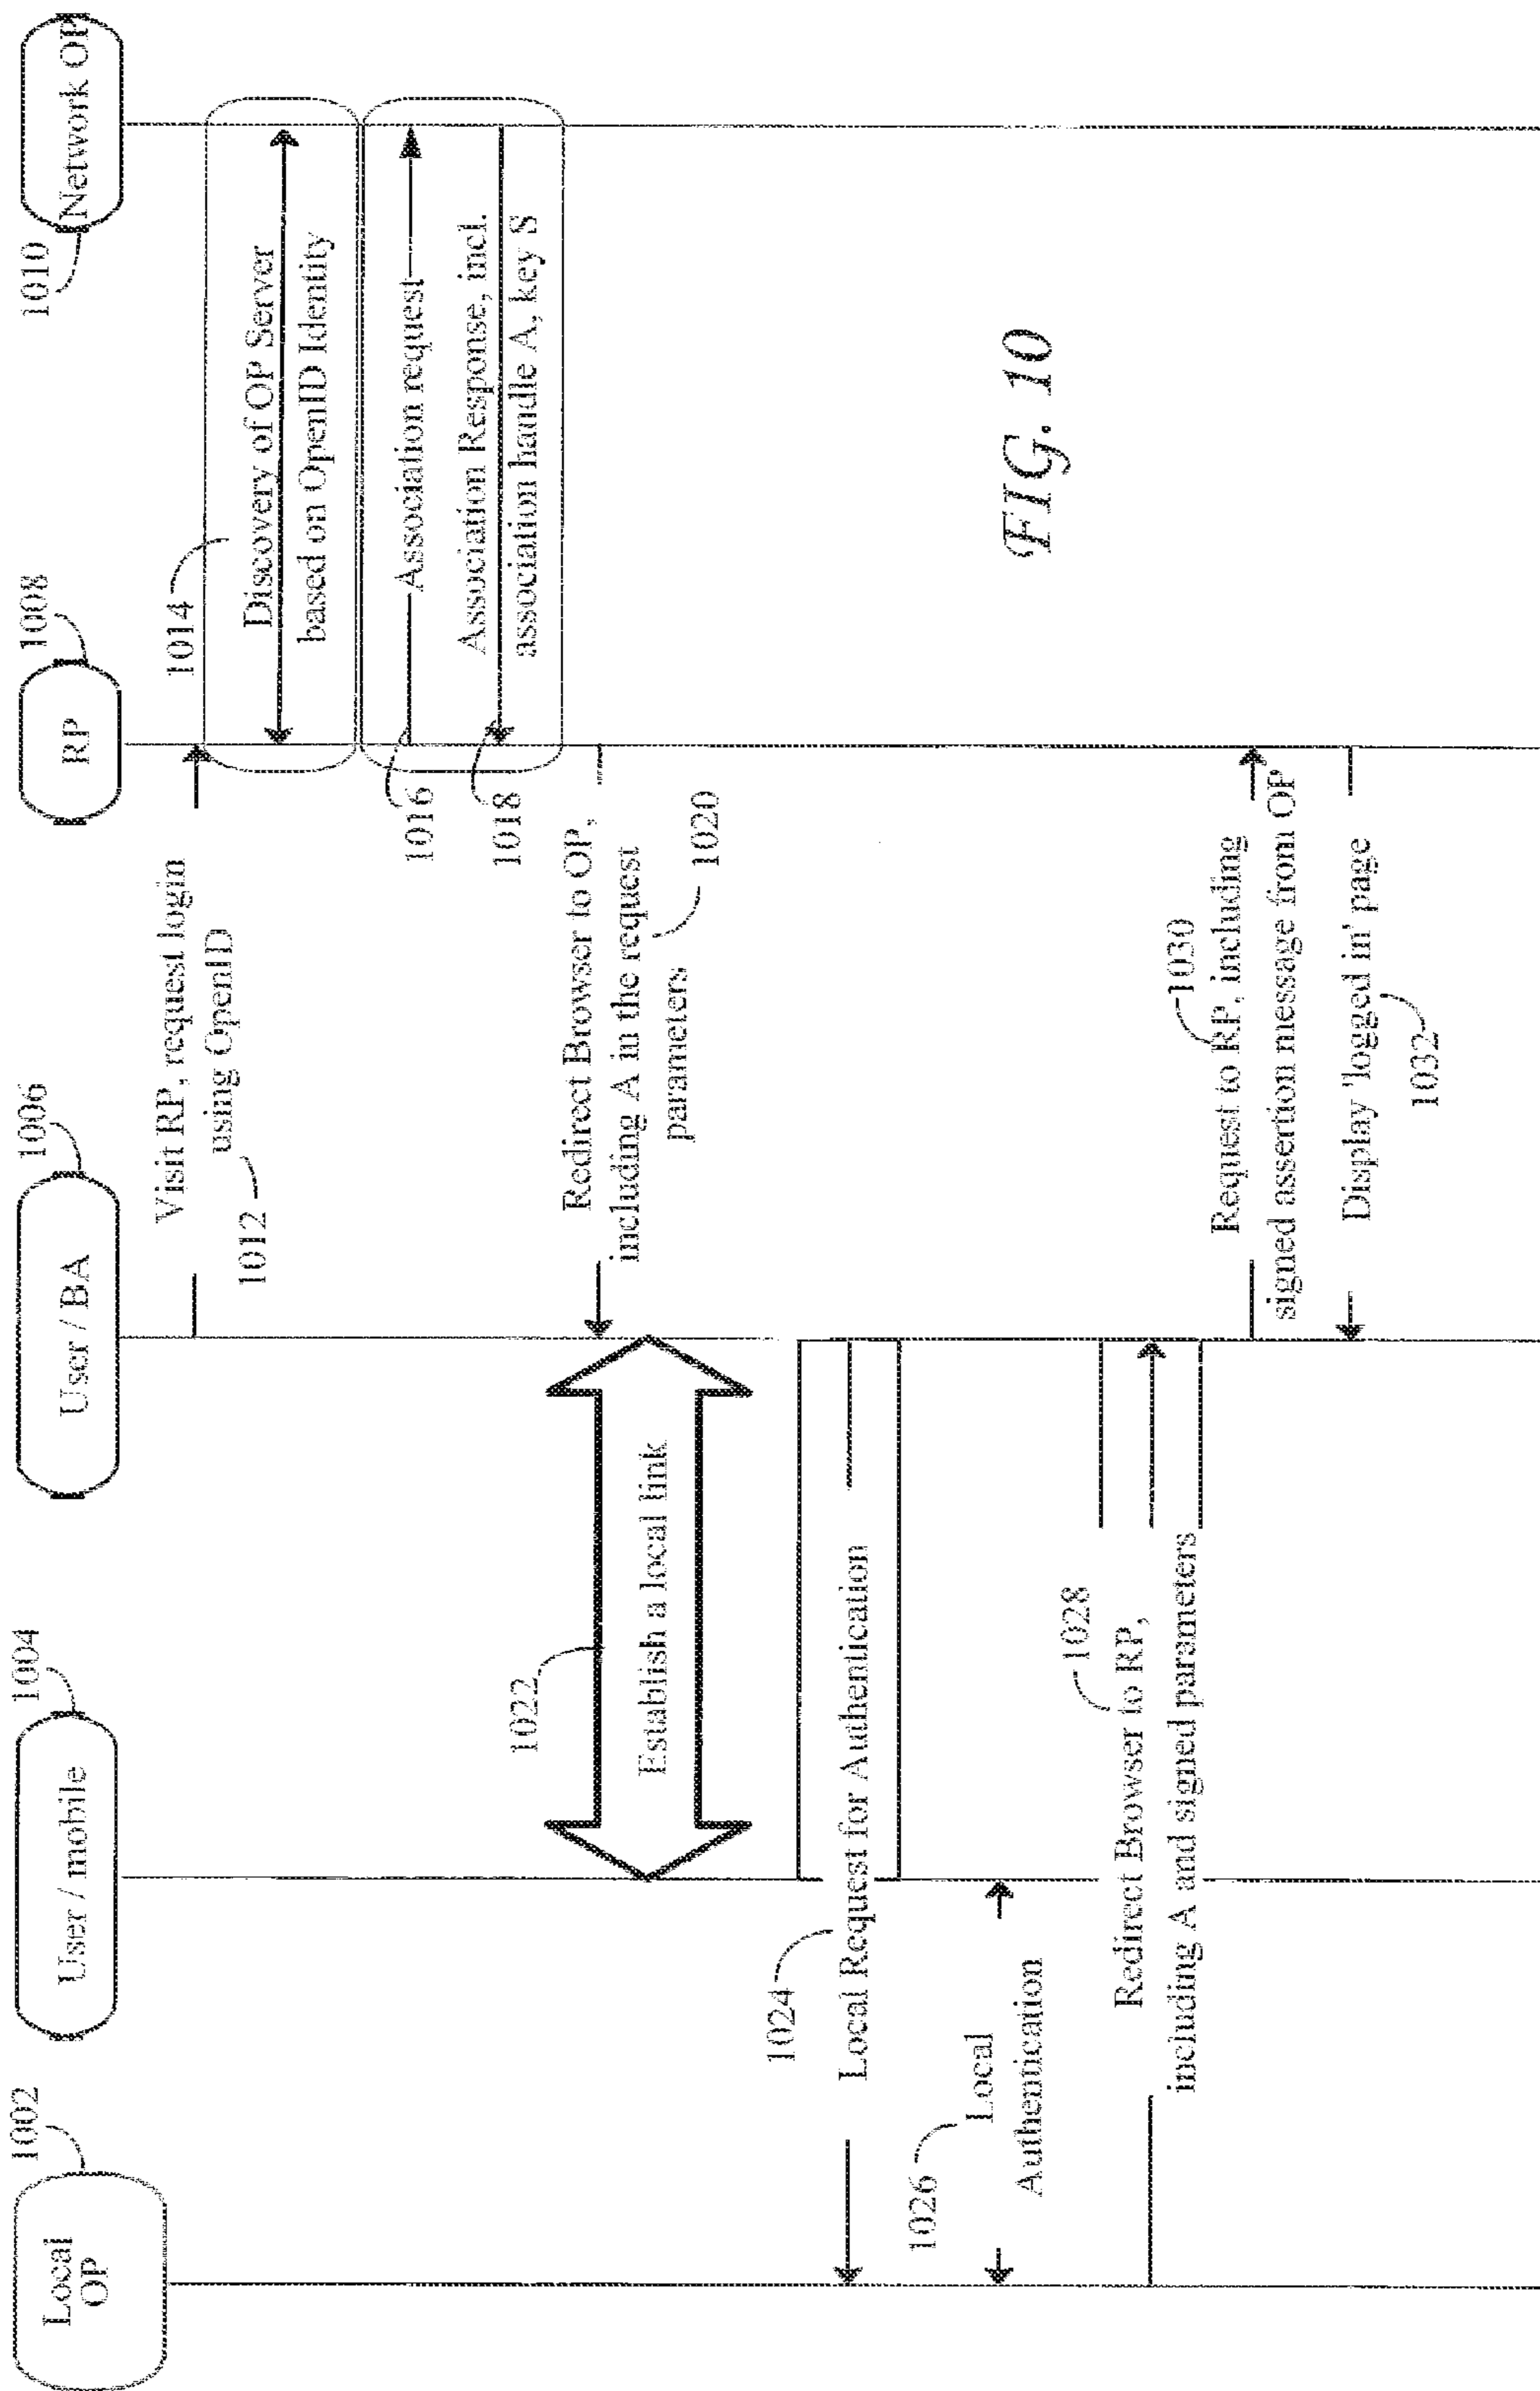 1002
Local
OP
1004
User / mobile
1006
User / BA
1008
RP
1010
Network OP
Visit RP, request login
using OpenID
1012
1014
Discovery of OP Server
based on OpenID Identity
1016
Association request
1018
Association Response, incl.
association handle A, key S
Redirect Browser to OP,
including A in the request
parameters
1020
1022
Establish a local link
1024
Local Request for Authentication
1026
Local
Authentication
1028
Redirect Browser to RP,
including A and signed parameters
1030
Request to RP, including
signed assertion message from OP
Display 'logged in' page
1032
FIG. 10